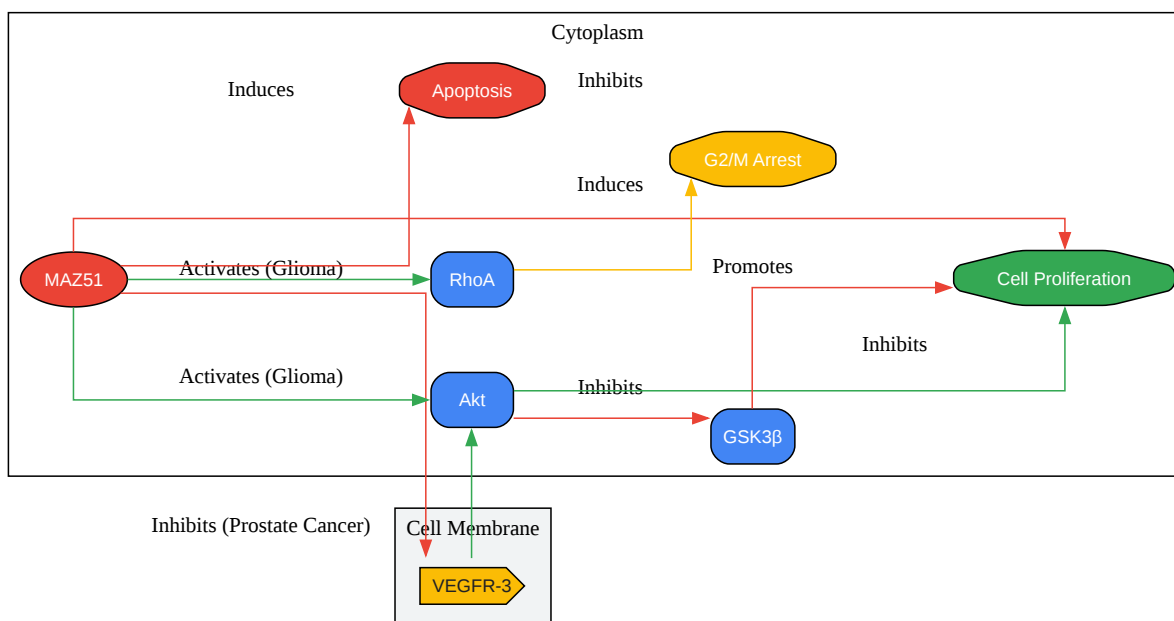 Cytoplasm
Induces
Apoptosis
Inhibits
G2/M Arrest
Induces
MAZ51
Activates (Glioma)
RhoA
Promotes
Cell Proliferation
Inhibits
Activates (Glioma)
Akt
Inhibits
GSK3β
Inhibits (Prostate Cancer)
Cell Membrane
VEGFR-3